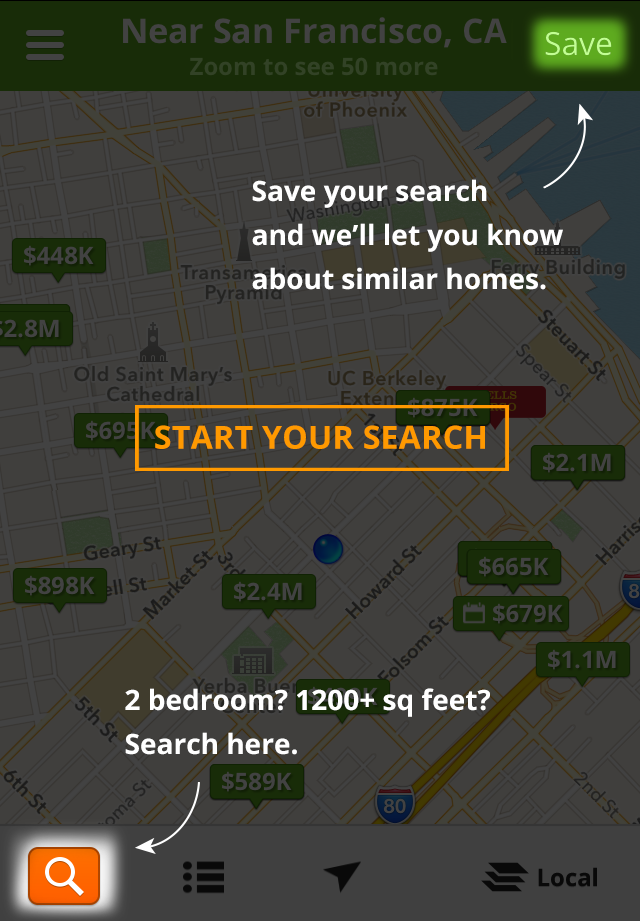 Near San Francisco, CA
Save
Zoom to see 50 more
University
of Phoenix
Save your search
Washington
and we’ll let you know
$448K
Transamerica
Pyramid
Ferry Building
about similar homes.
$2.8M
Steuart St
Spear St
Old Saint Mary’s
Cathedral
UC Berkeley
Exten
$875K
$695K
START YOUR SEARCH
$2.1M
Geary St
Market St
3rd
Howard St
Harris
$665K
$898K
ell St
$2.4M
$679K
Folsom St
$1.1M
Yerba Buen
2 bedroom? 1200+ sq feet?
Search here.
5th St
6th St
oma St
$589K
80
2nd St
Local